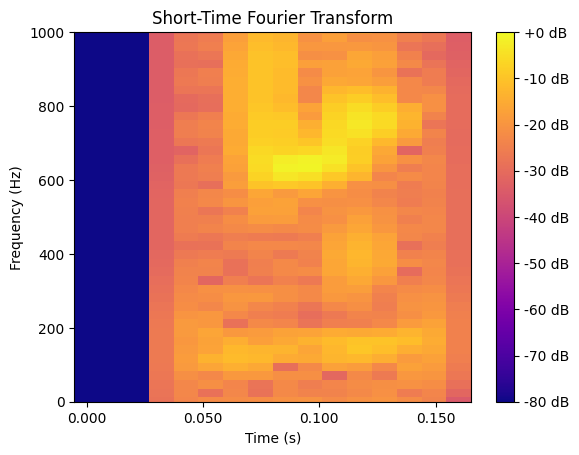 Short-Time Fourier Transform
1000
800
600
400
200
0
Frequency (Hz)
0.000
0.050
0.100
0.150
Time (s)
+0 dB
-10 dB
-20 dB
-30 dB
-40 dB
-50 dB
-60 dB
-70 dB
-80 dB